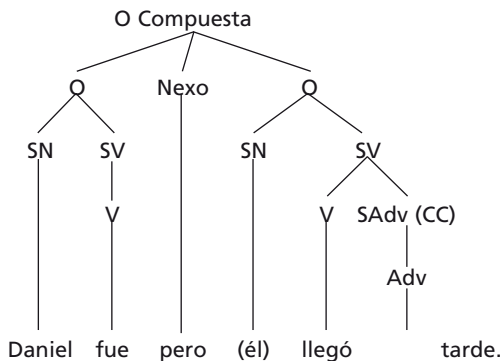 O Compuesta
O Nexo O
SN SV SN SV
V V SAdv (CC)
Adv
Daniel fue pero (él) llegó tarde.